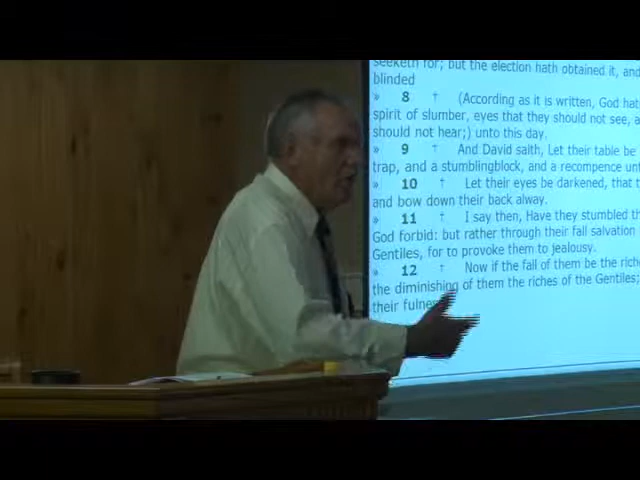 seeketh for; but the election hath obtained it, and
blinded
» 8 † (According as it is written, God hat
spirit of slumber, eyes that they should not see, a
should not hear;) unto this day.
» 9 † And David saith, Let their table be
trap, and a stumblingblock, and a recompence unt
» 10 † Let their eyes be darkened, that t
and bow down their back alway.
» 11 † I say then, Have they stumbled th
God forbid: but rather through their fall salvation
Gentiles, for to provoke them to jealousy.
» 12 † Now if the fall of them be the riche
the diminishing of them the riches of the Gentiles;
their fulne